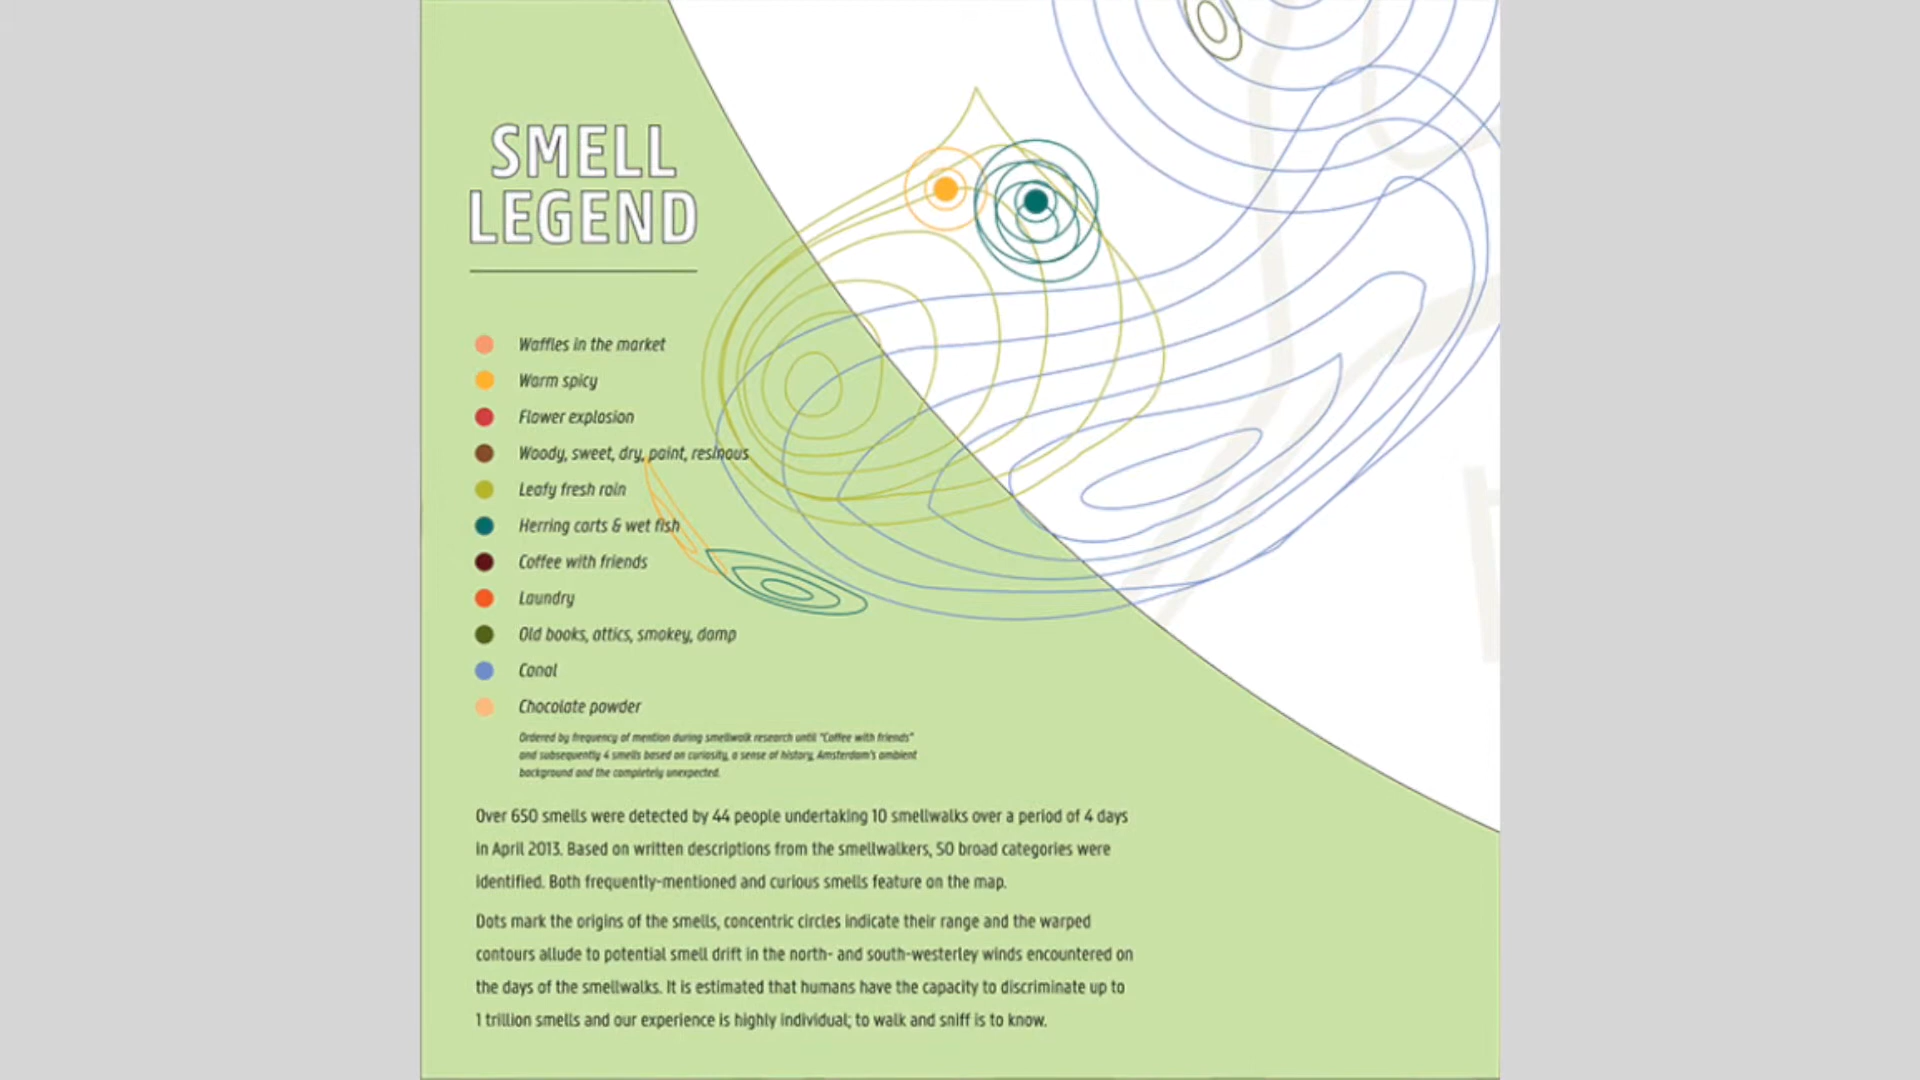 SMELL
LEGEND
Waffles in the market
Warm spicy
Flower explosion
Woody, sweet, dry, paint, resinous
Leafy fresh rain
Herring carts & wet fish
Coffee with friends
Laundry
Old books, attics, smokey, damp
Canal
Chocolate powder
Ordered by frequency of mention during smellwalk research until "Coffee with friends"
and subsequently 4 smells based on curiosity, a sense of history, Amsterdam's ambient
background and the completely unexpected.
Over 650 smells were detected by 44 people undertaking 10 smellwalks over a period of 4 days
in April 2013. Based on written descriptions from the smellwalkers, 50 broad categories were
identified. Both frequently-mentioned and curious smells feature on the map.
Dots mark the origins of the smells, concentric circles indicate their range and the warped
contours allude to potential smell drift in the north- and south-westerley winds encountered on
the days of the smellwalks. It is estimated that humans have the capacity to discriminate up to
1 trillion smells and our experience is highly individual; to walk and sniff is to know.